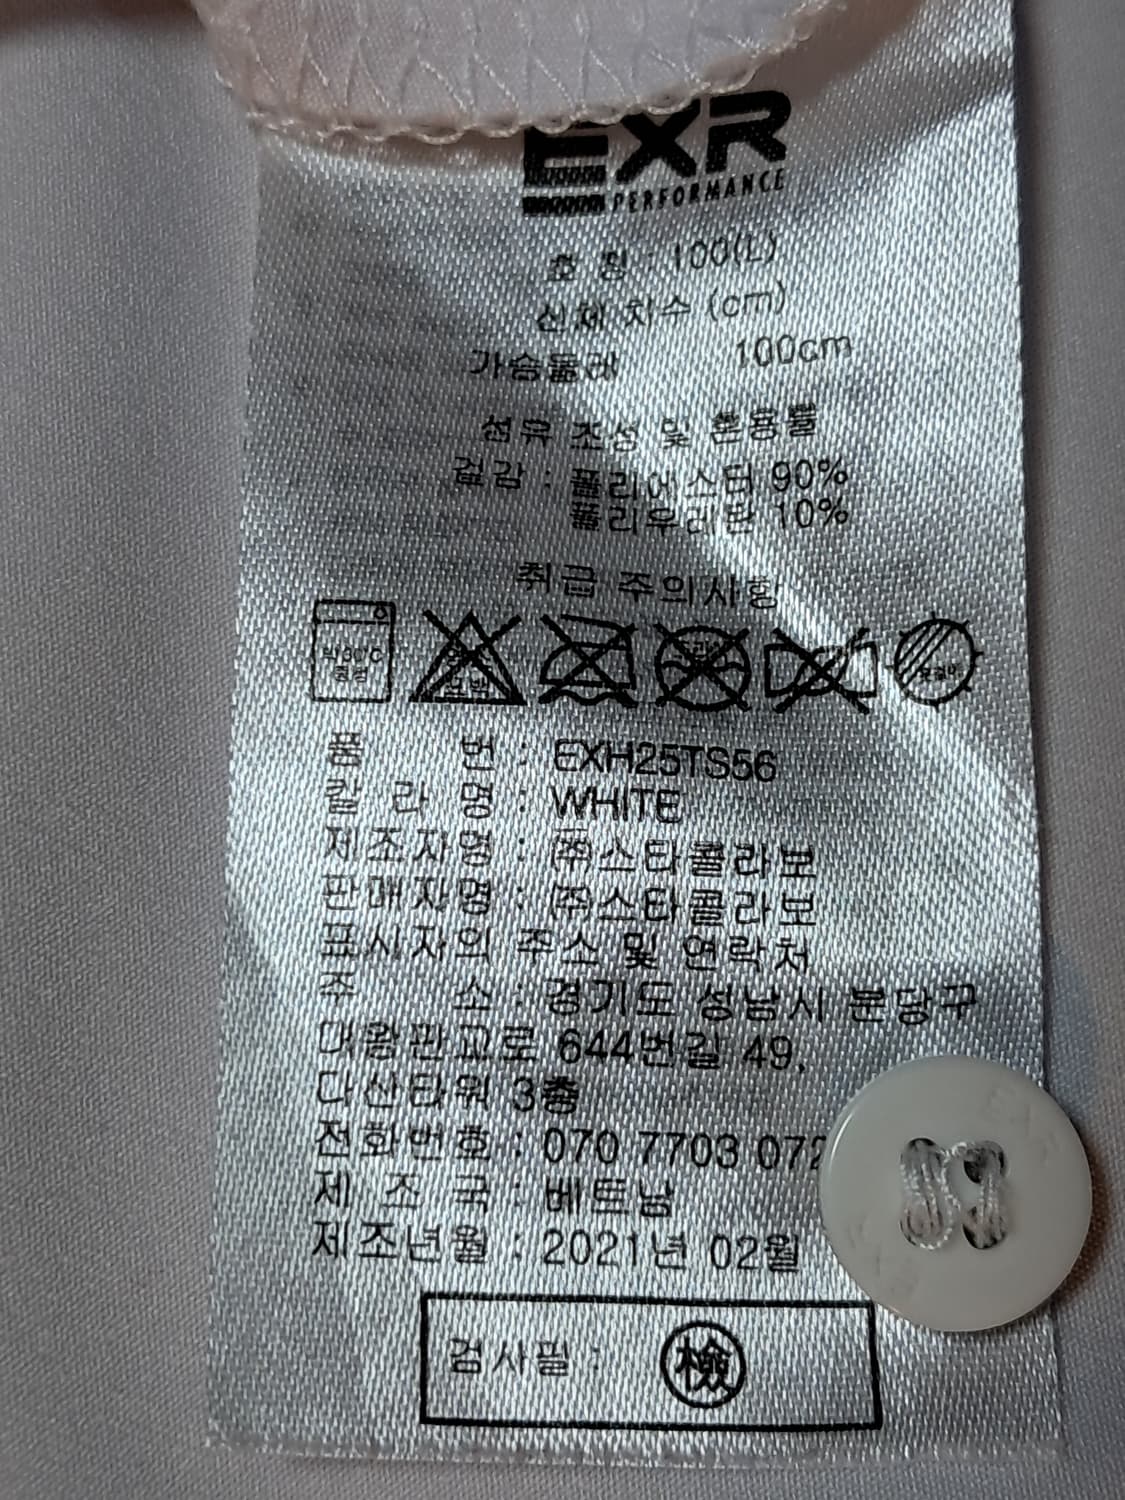 EXR
PERFORMANCE
호 칭 : 100(L)
신체 치수 (cm)
가슴둘레 100cm
섬유 조성 및 혼용률
겉감 : 폴리에스터 90%
폴리우레탄 10%
취급 주의사항
약30℃
중성
품 번 : EXH25TS56
칼 라 명 : WHITE
제조자명 : (주)스타콜라보
판매자명 : (주)스타콜라보
표시자의 주소 및 연락처
주 소 : 경기도 성남시 분당구
대왕판교로 644번길 49,
다산타워 3층
전화번호 : 070 7703 072
제 조 국 : 베트남
제조년월 : 2021년 02월
검사필 : 檢